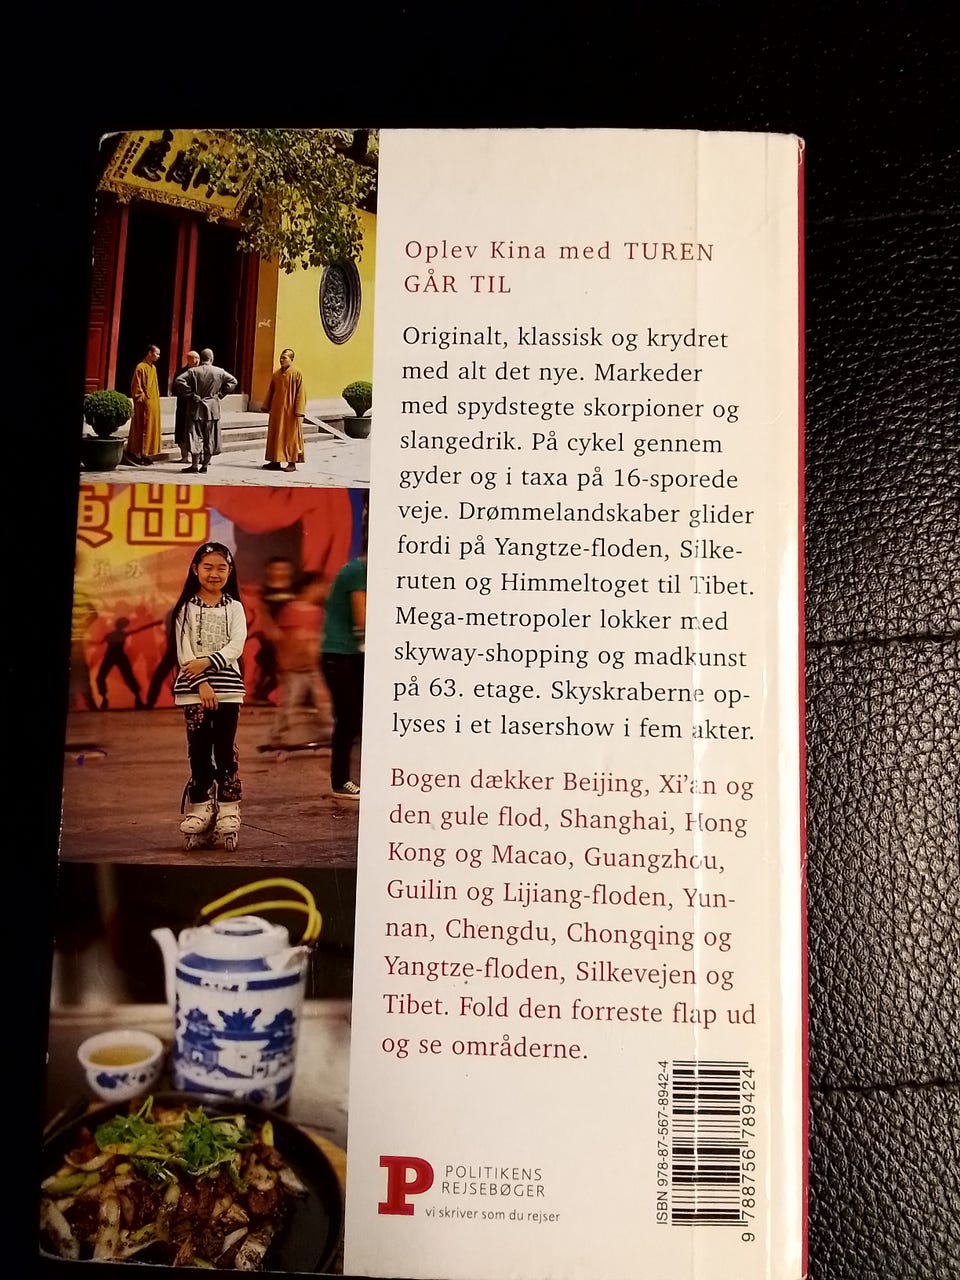 演出
Oplev Kina med TUREN
GÅR TIL
Originalt, klassisk og krydret
med alt det nye. Markeder
med spydstegte skorpioner og
slangedrik. På cykel gennem
gyder og i taxa på 16-sporede
veje. Drømmelandskaber glider
fordi på Yangtze-floden, Silke-
ruten og Himmeltoget til Tibet.
Mega-metropoler lokker med
skyway-shopping og madkunst
på 63. etage. Skyskraberne op-
lyses i et lasershow i fem akter.
Bogen dækker Beijing, Xi'an og
den gule flod, Shanghai, Hong
Kong og Macao, Guangzhou,
Guilin og Lijiang-floden, Yun-
nan, Chengdu, Chongqing og
Yangtze-floden, Silkevejen og
Tibet. Fold den forreste flap ud
og se områderne.
P POLITIKENS
REJSEBØGER
vi skriver som du rejser
ISBN 978-87-567-8942-4
9 788756 789424